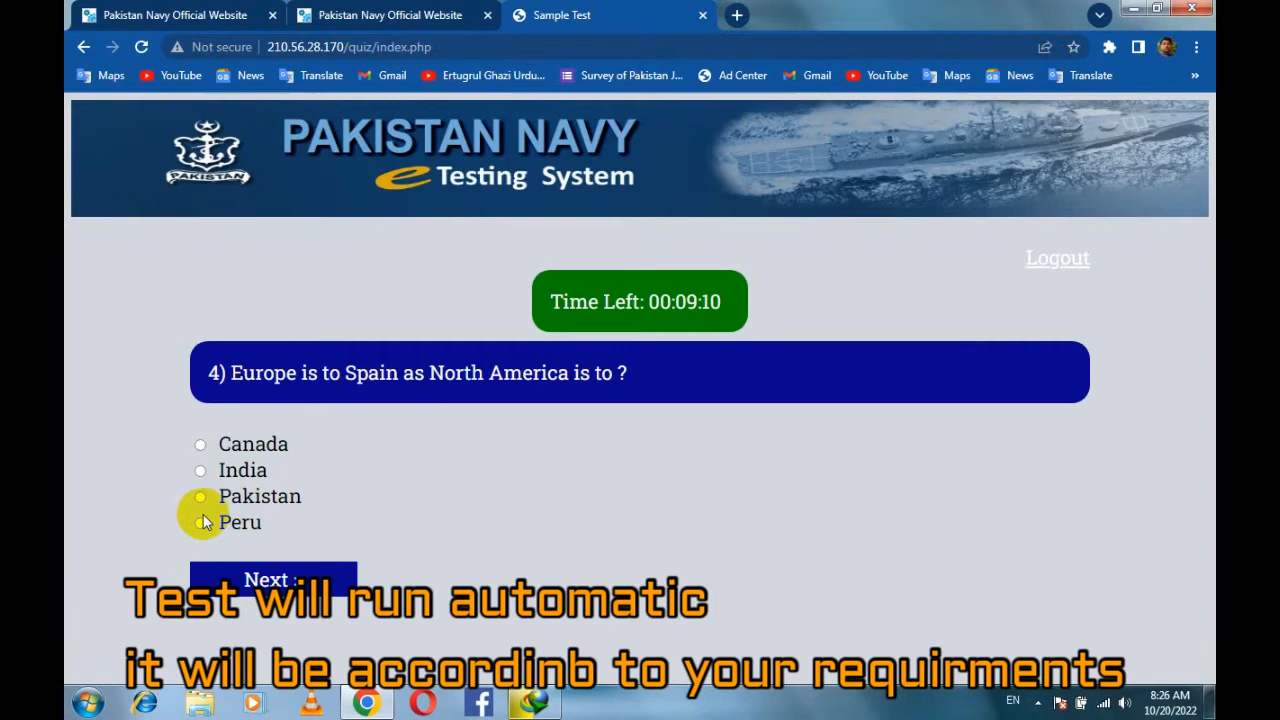 Pakistan Navy Official Website
Pakistan Navy Official Website
Sample Test
Not secure 210.56.28.170/quiz/index.php
Maps YouTube News Translate Gmail Ertugrul Ghazi Urdu... Survey of Pakistan J... Ad Center Gmail YouTube Maps News Translate »
PAKISTAN
PAKISTAN NAVY
e Testing System
Logout
Time Left: 00:09:10
4) Europe is to Spain as North America is to ?
Canada
India
Pakistan
Peru
Next
Test will run automatic
it will be accordinb to your requirments
EN
8:26 AM
10/20/2022